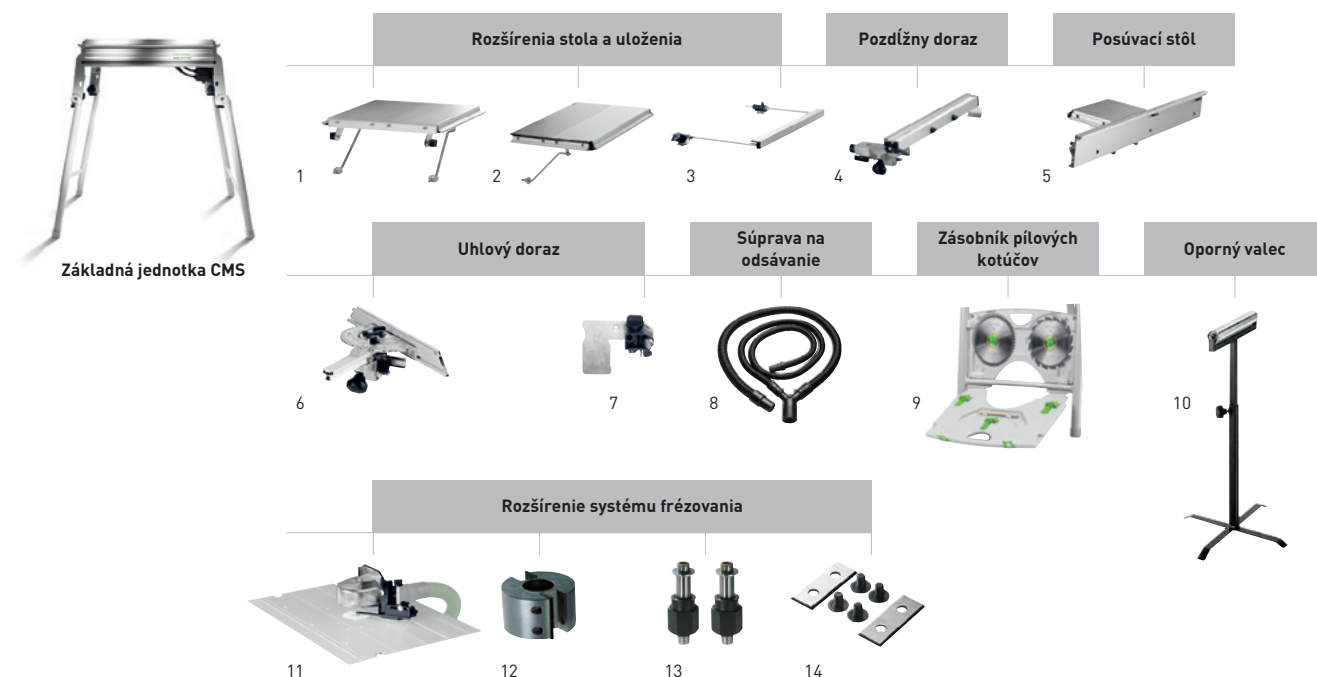 Rozšírenia stola a uloženia
Pozdĺžny doraz
Posúvací stôl
1
2
3
4
5
Základná jednotka CMS
Uhlový doraz
Súprava na
odsávanie
Zásobník pílových
kotúčov
Oporný valec
6
7
8
9
10
Rozšírenie systému frézovania
11
12
13
14